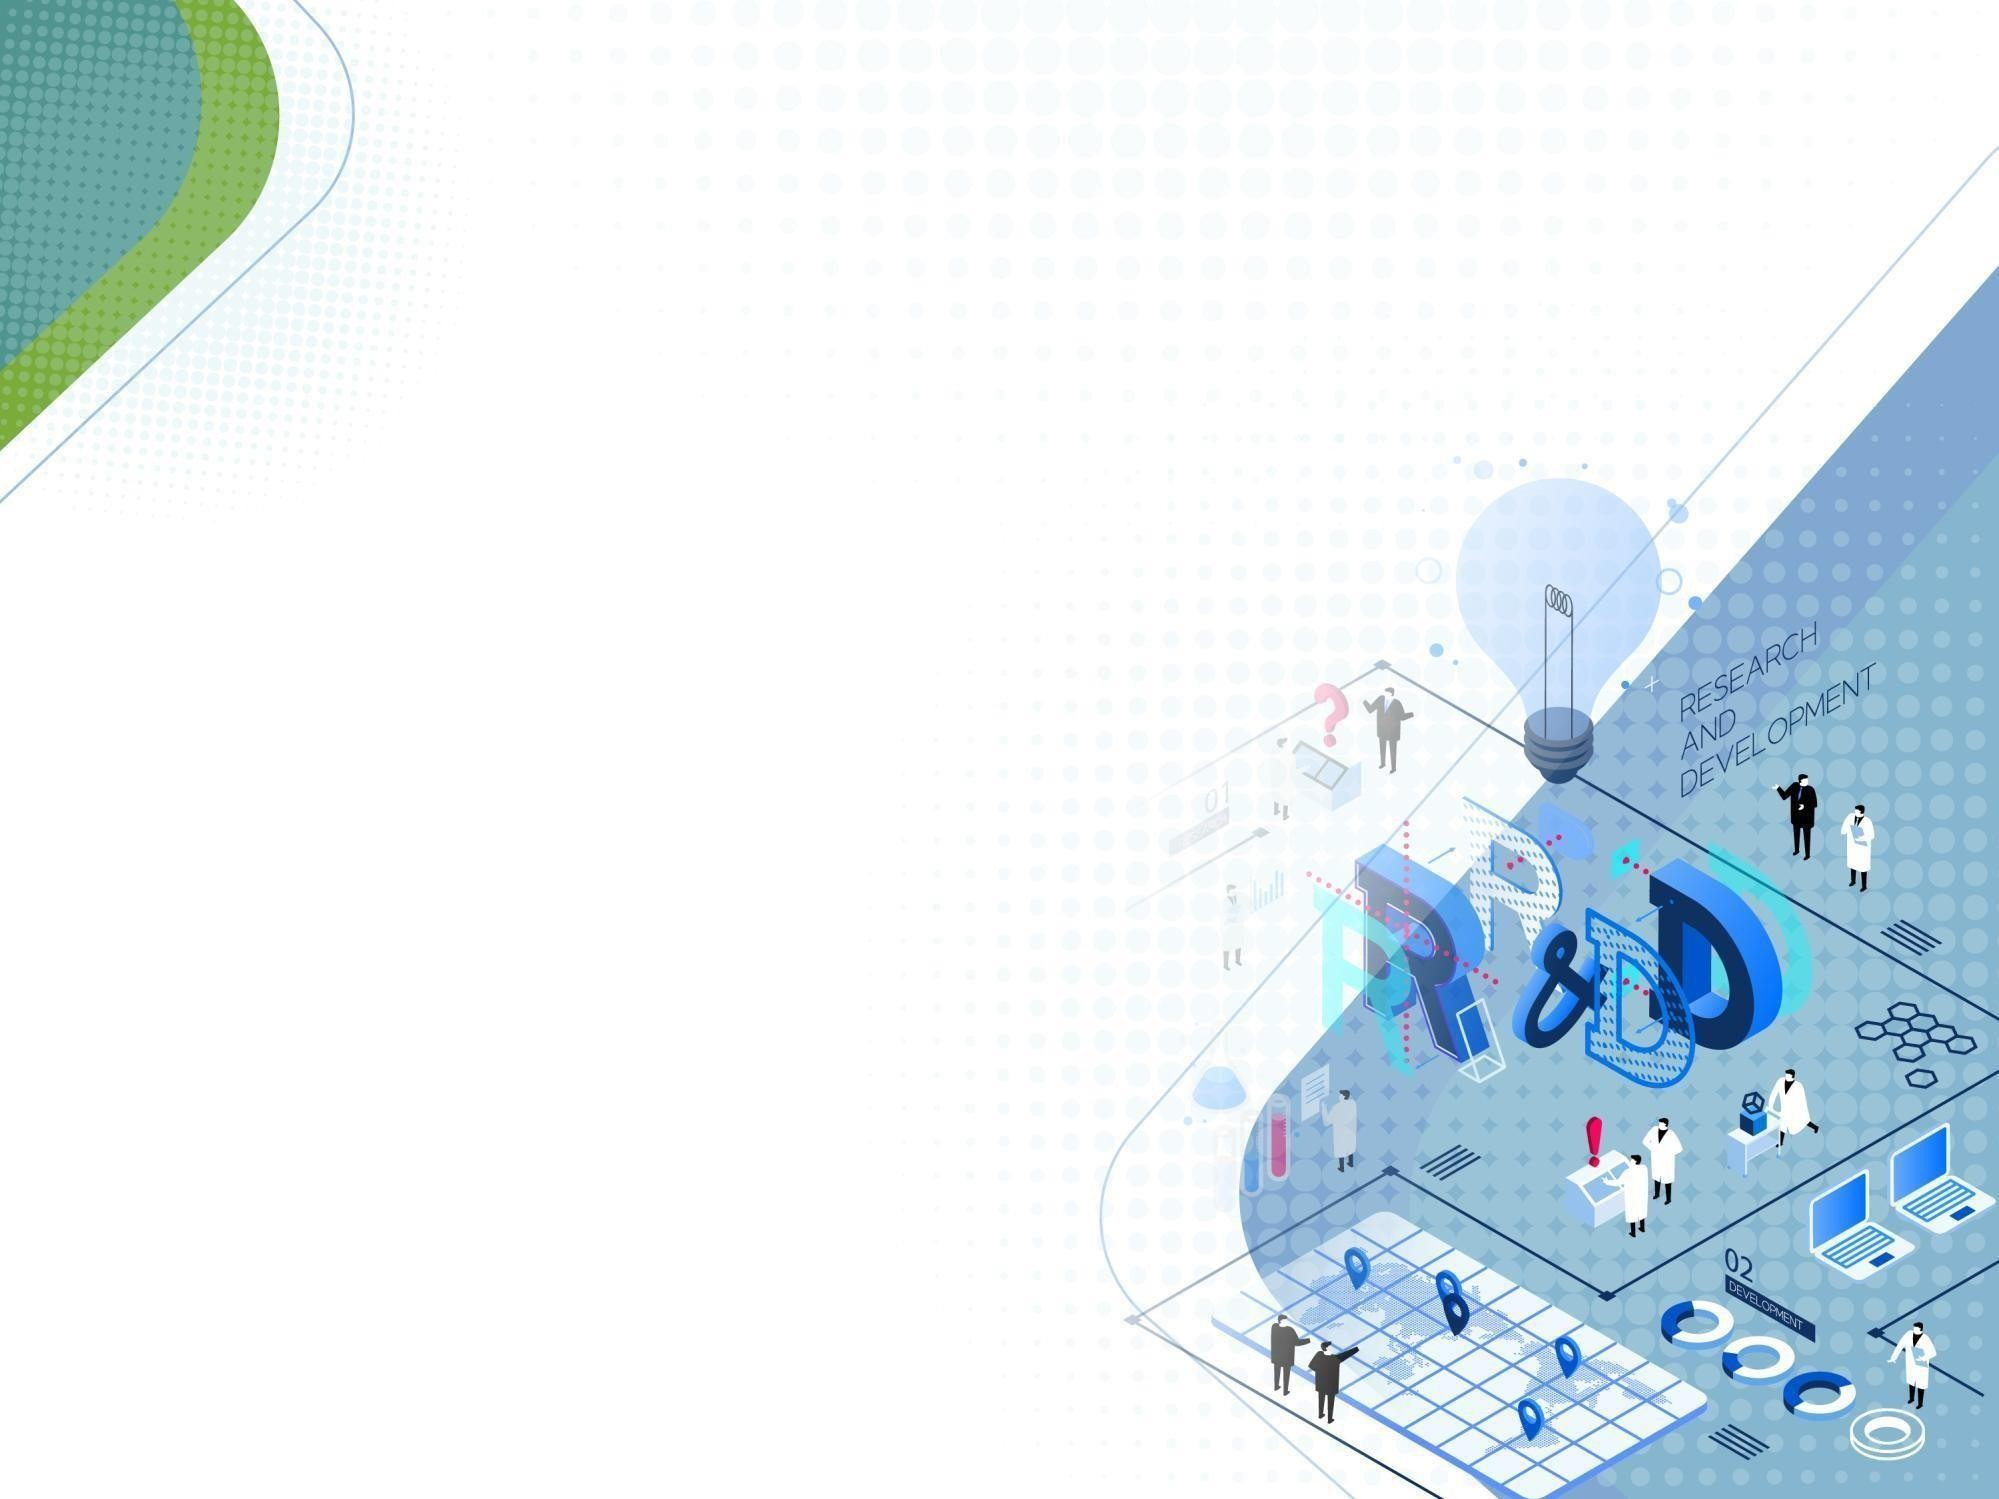 RESEARCH
AND
DEVELOPMENT
01
R&D
02
DEVELOPMENT